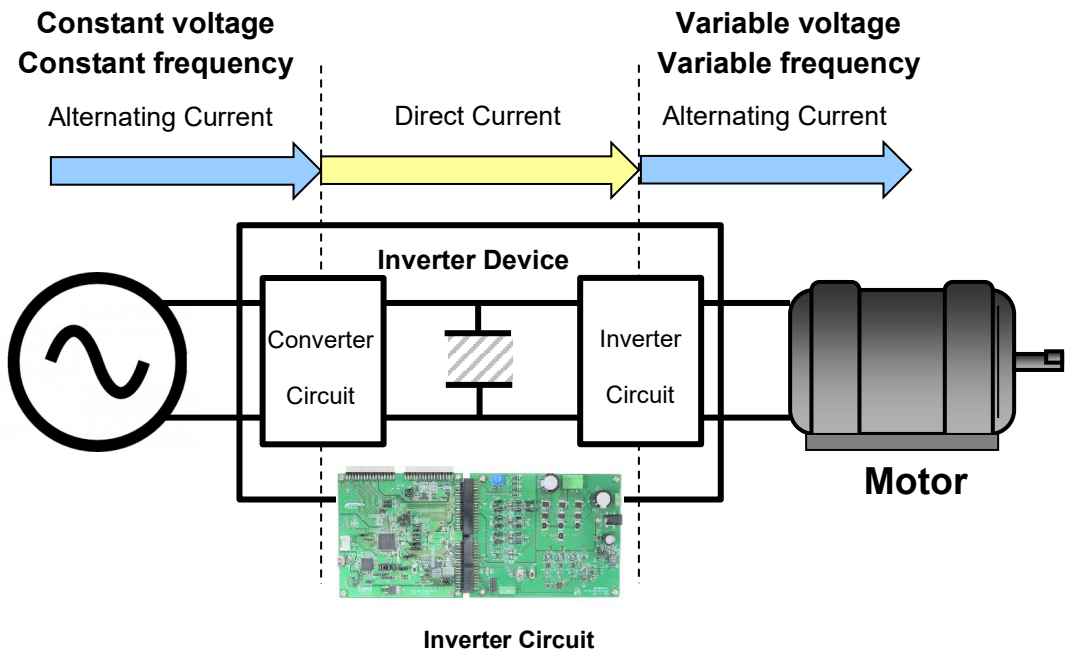 Constant voltage
Constant frequency
Variable voltage
Variable frequency
Alternating Current
Direct Current
Alternating Current
Inverter Device
Converter
Circuit
Inverter
Circuit
Motor
Inverter Circuit